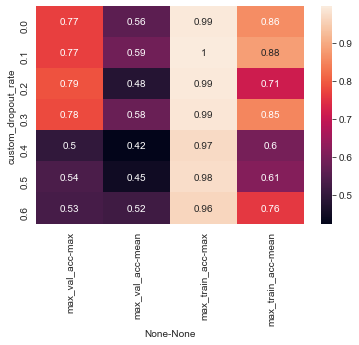 custom_dropout_rate
0.0 0.77 0.56 0.99 0.86
0.1 0.77 0.59 1 0.88
0.2 0.79 0.48 0.99 0.71
0.3 0.78 0.58 0.99 0.85
0.4 0.5 0.42 0.97 0.6
0.5 0.54 0.45 0.98 0.61
0.6 0.53 0.52 0.96 0.76
max_val_acc-max
max_val_acc-mean
max_train_acc-max
max_train_acc-mean
None-None
0.9
0.8
0.7
0.6
0.5